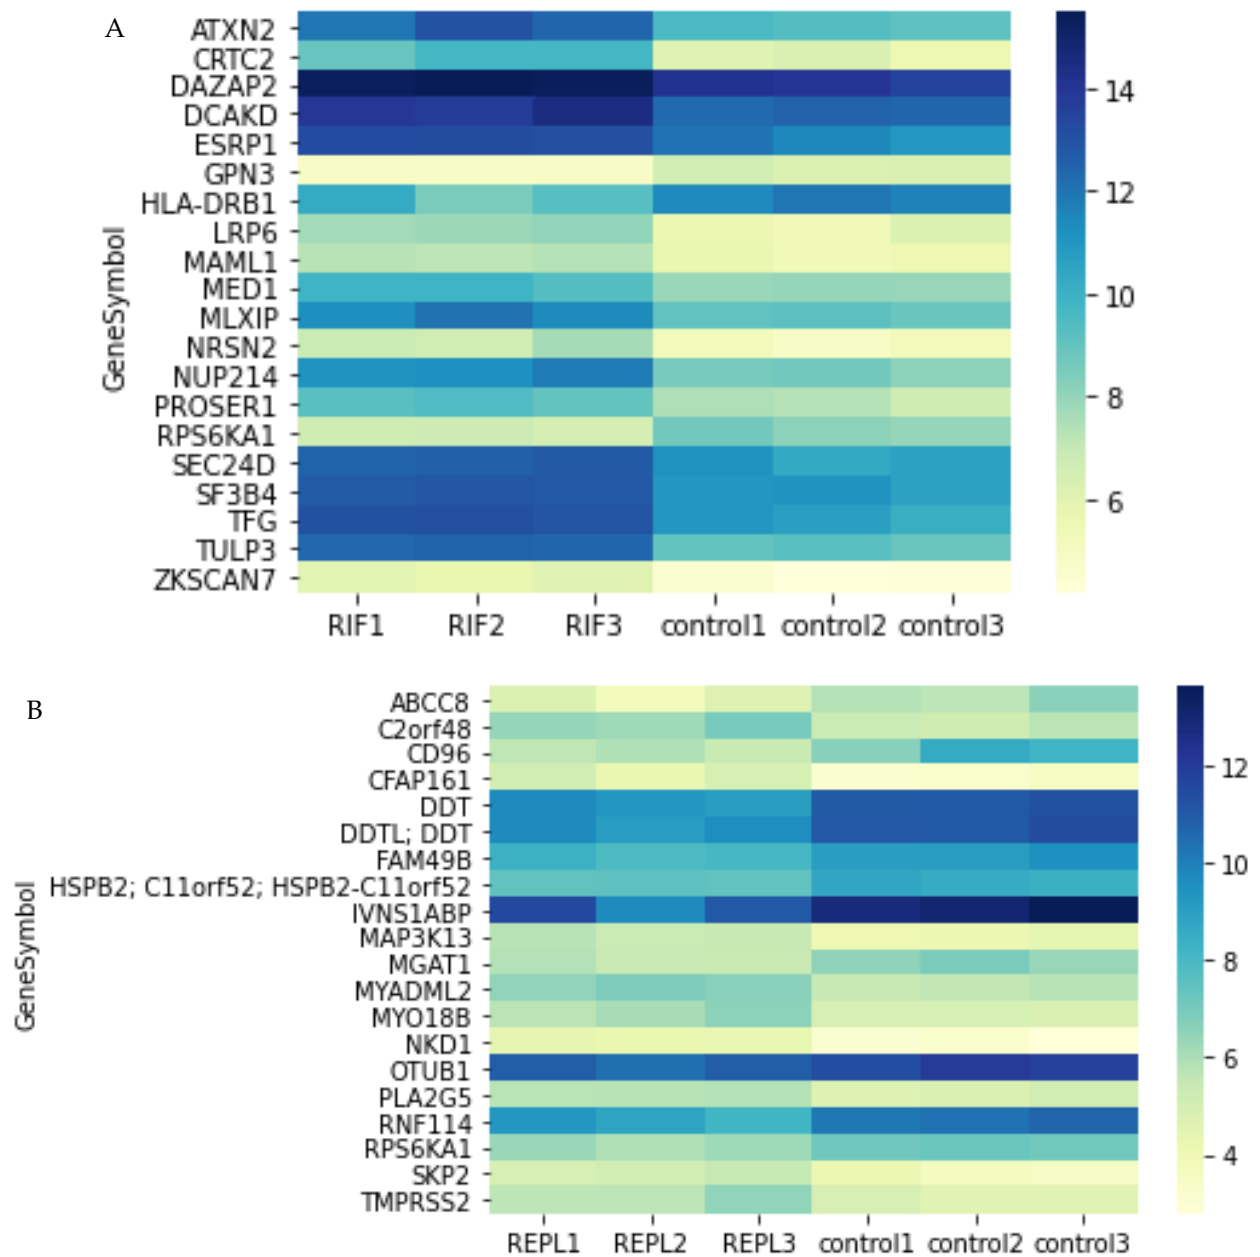 A
ATXN2
CRTC2
DAZAP2
DCAKD
ESRP1
GPN3
HLA-DRB1
LRP6
MAML1
MED1
MLXIP
NRSN2
NUP214
PROSER1
RPS6KA1
SEC24D
SF3B4
TFG
TULP3
ZKSCAN7
GeneSymbol
RIF1 RIF2 RIF3 control1 control2 control3
14
12
10
8
6
B
ABCC8
C2orf48
CD96
CFAP161
DDT
DDTL; DDT
FAM49B
HSPB2; C11orf52; HSPB2-C11orf52
IVNS1ABP
MAP3K13
MGAT1
MYADML2
MYO18B
NKD1
OTUB1
PLA2G5
RNF114
RPS6KA1
SKP2
TMPRSS2
GeneSymbol
REPL1 REPL2 REPL3 control1 control2 control3
12
10
8
6
4